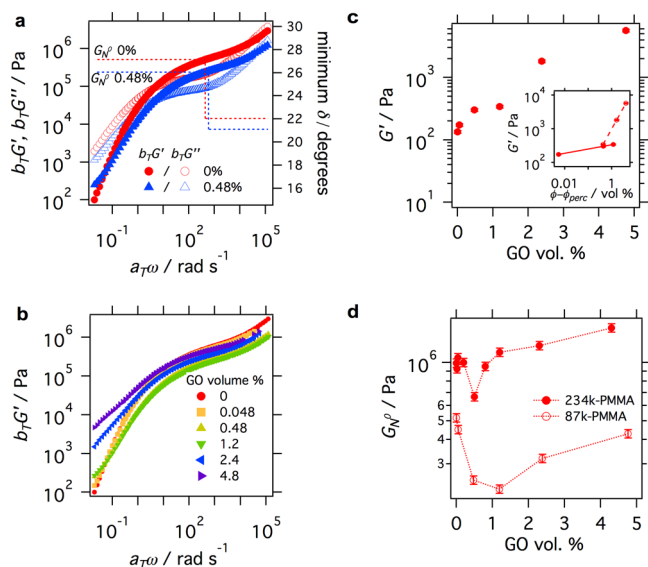 a
b_TG', b_TG'' / Pa
10^6
10^5
10^4
10^3
10^2
G_N^0 0%
G_N^0 0.48%
b_TG' b_TG''
/ 0%
/ 0.48%
30
28
26
24
22
20
18
16
minimum δ / degrees
10^-1 10^2 10^5
a_Tω / rad s^-1
b
b_TG' / Pa
10^6
10^5
10^4
10^3
10^2
GO volume %
0
0.048
0.48
1.2
2.4
4.8
10^-1 10^2 10^5
a_Tω / rad s^-1
c
G' / Pa
10^3
10^2
10^1
0 1 2 3 4 5
GO vol. %
G' / Pa
10^4
10^3
10^2
0.01 1
ϕ-ϕ_perc / vol %
d
G_N^0 / Pa
10^6
6
5
4
3
234k-PMMA
87k-PMMA
0 1 2 3 4 5
GO vol. %